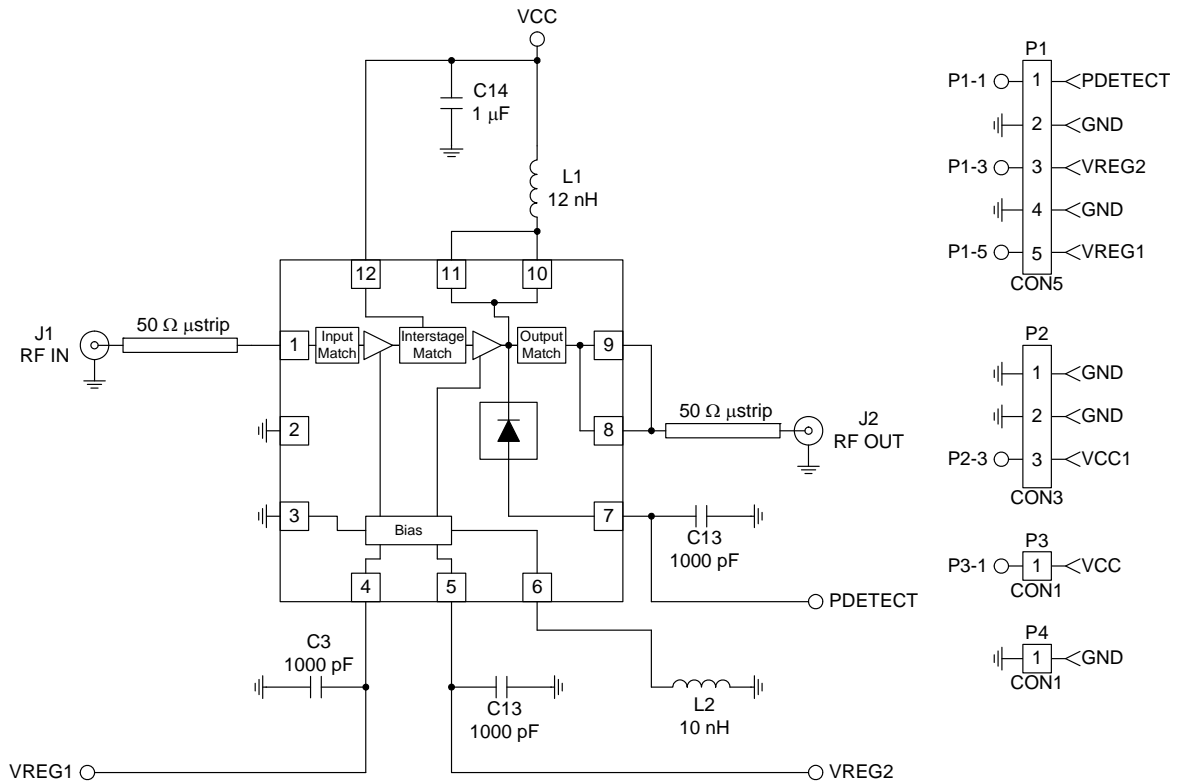 VCC
C14
1 μF
L1
12 nH
12
11
10
J1
RF IN
50 Ω μstrip
1
Input
Match
Interstage
Match
Output
Match
9
2
8
50 Ω μstrip
J2
RF OUT
3
Bias
7
C13
1000 pF
4
5
6
PDETECT
C3
1000 pF
C13
1000 pF
L2
10 nH
VREG1
VREG2
P1
P1-1
1
PDETECT
2
GND
P1-3
3
VREG2
4
GND
P1-5
5
VREG1
CON5
P2
1
GND
2
GND
P2-3
3
VCC1
CON3
P3
P3-1
1
VCC
CON1
P4
1
GND
CON1